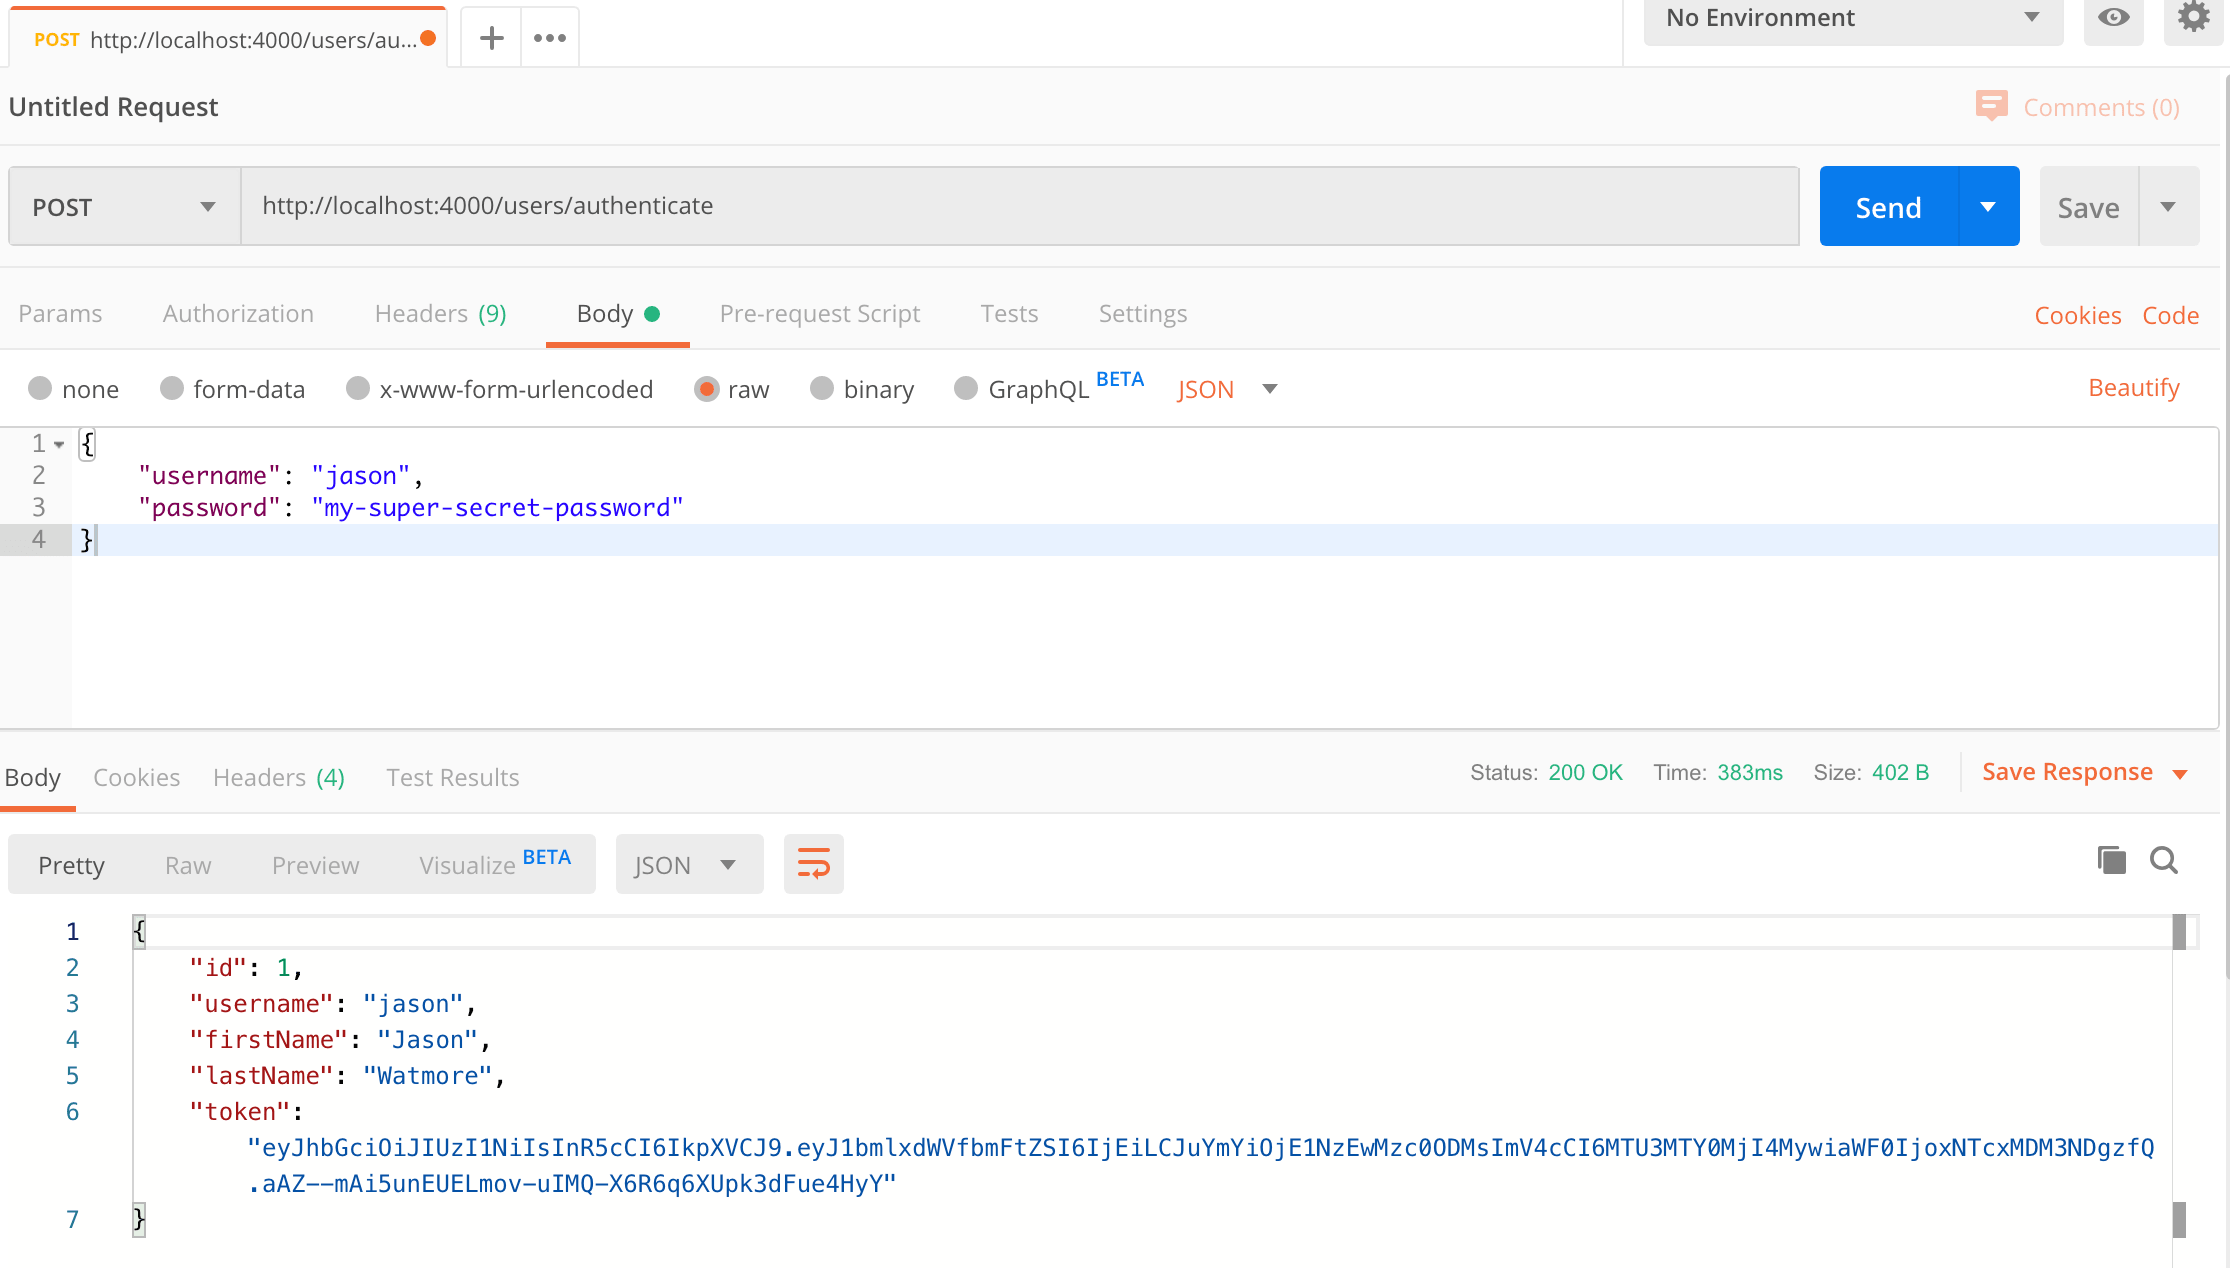 POST http://localhost:4000/users/au...
No Environment
Untitled Request
Comments (0)
POST
http://localhost:4000/users/authenticate
Send
Save
Params Authorization Headers (9) Body Pre-request Script Tests Settings
Cookies Code
none form-data x-www-form-urlencoded raw binary GraphQL BETA JSON
Beautify
1 {
2 "username": "jason",
3 "password": "my-super-secret-password"
4 }
Body Cookies Headers (4) Test Results
Status: 200 OK Time: 383ms Size: 402 B
Save Response
Pretty Raw Preview Visualize BETA JSON
1 {
2 "id": 1,
3 "username": "jason",
4 "firstName": "Jason",
5 "lastName": "Watmore",
6 "token":
"eyJhbGciOiJIUzI1NiIsInR5cCI6IkpXVCJ9.eyJ1bmlxdWVfbmFtZSI6IjEiLCJuYmYiOjE1NzEwMzc0ODMsImV4cCI6MTU3MTY0MjI4MywiaWF0IjoxNTcxMDM3NDgzfQ
.aAZ--mAi5unEUELmov-uIMQ-X6R6q6XUpk3dFue4HyY"
7 }